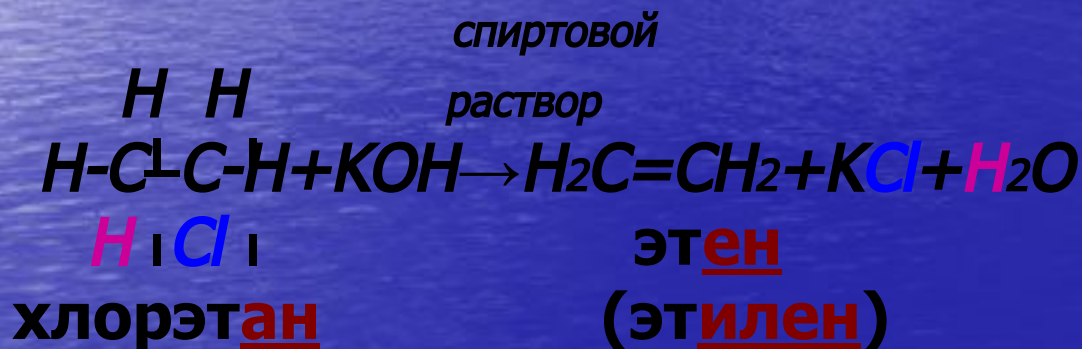 спиртовой
H H раствор
H-C-C-H+KOH→H₂C=CH₂+KCl+H₂O
H Cl этен
хлорэтан (этилен)